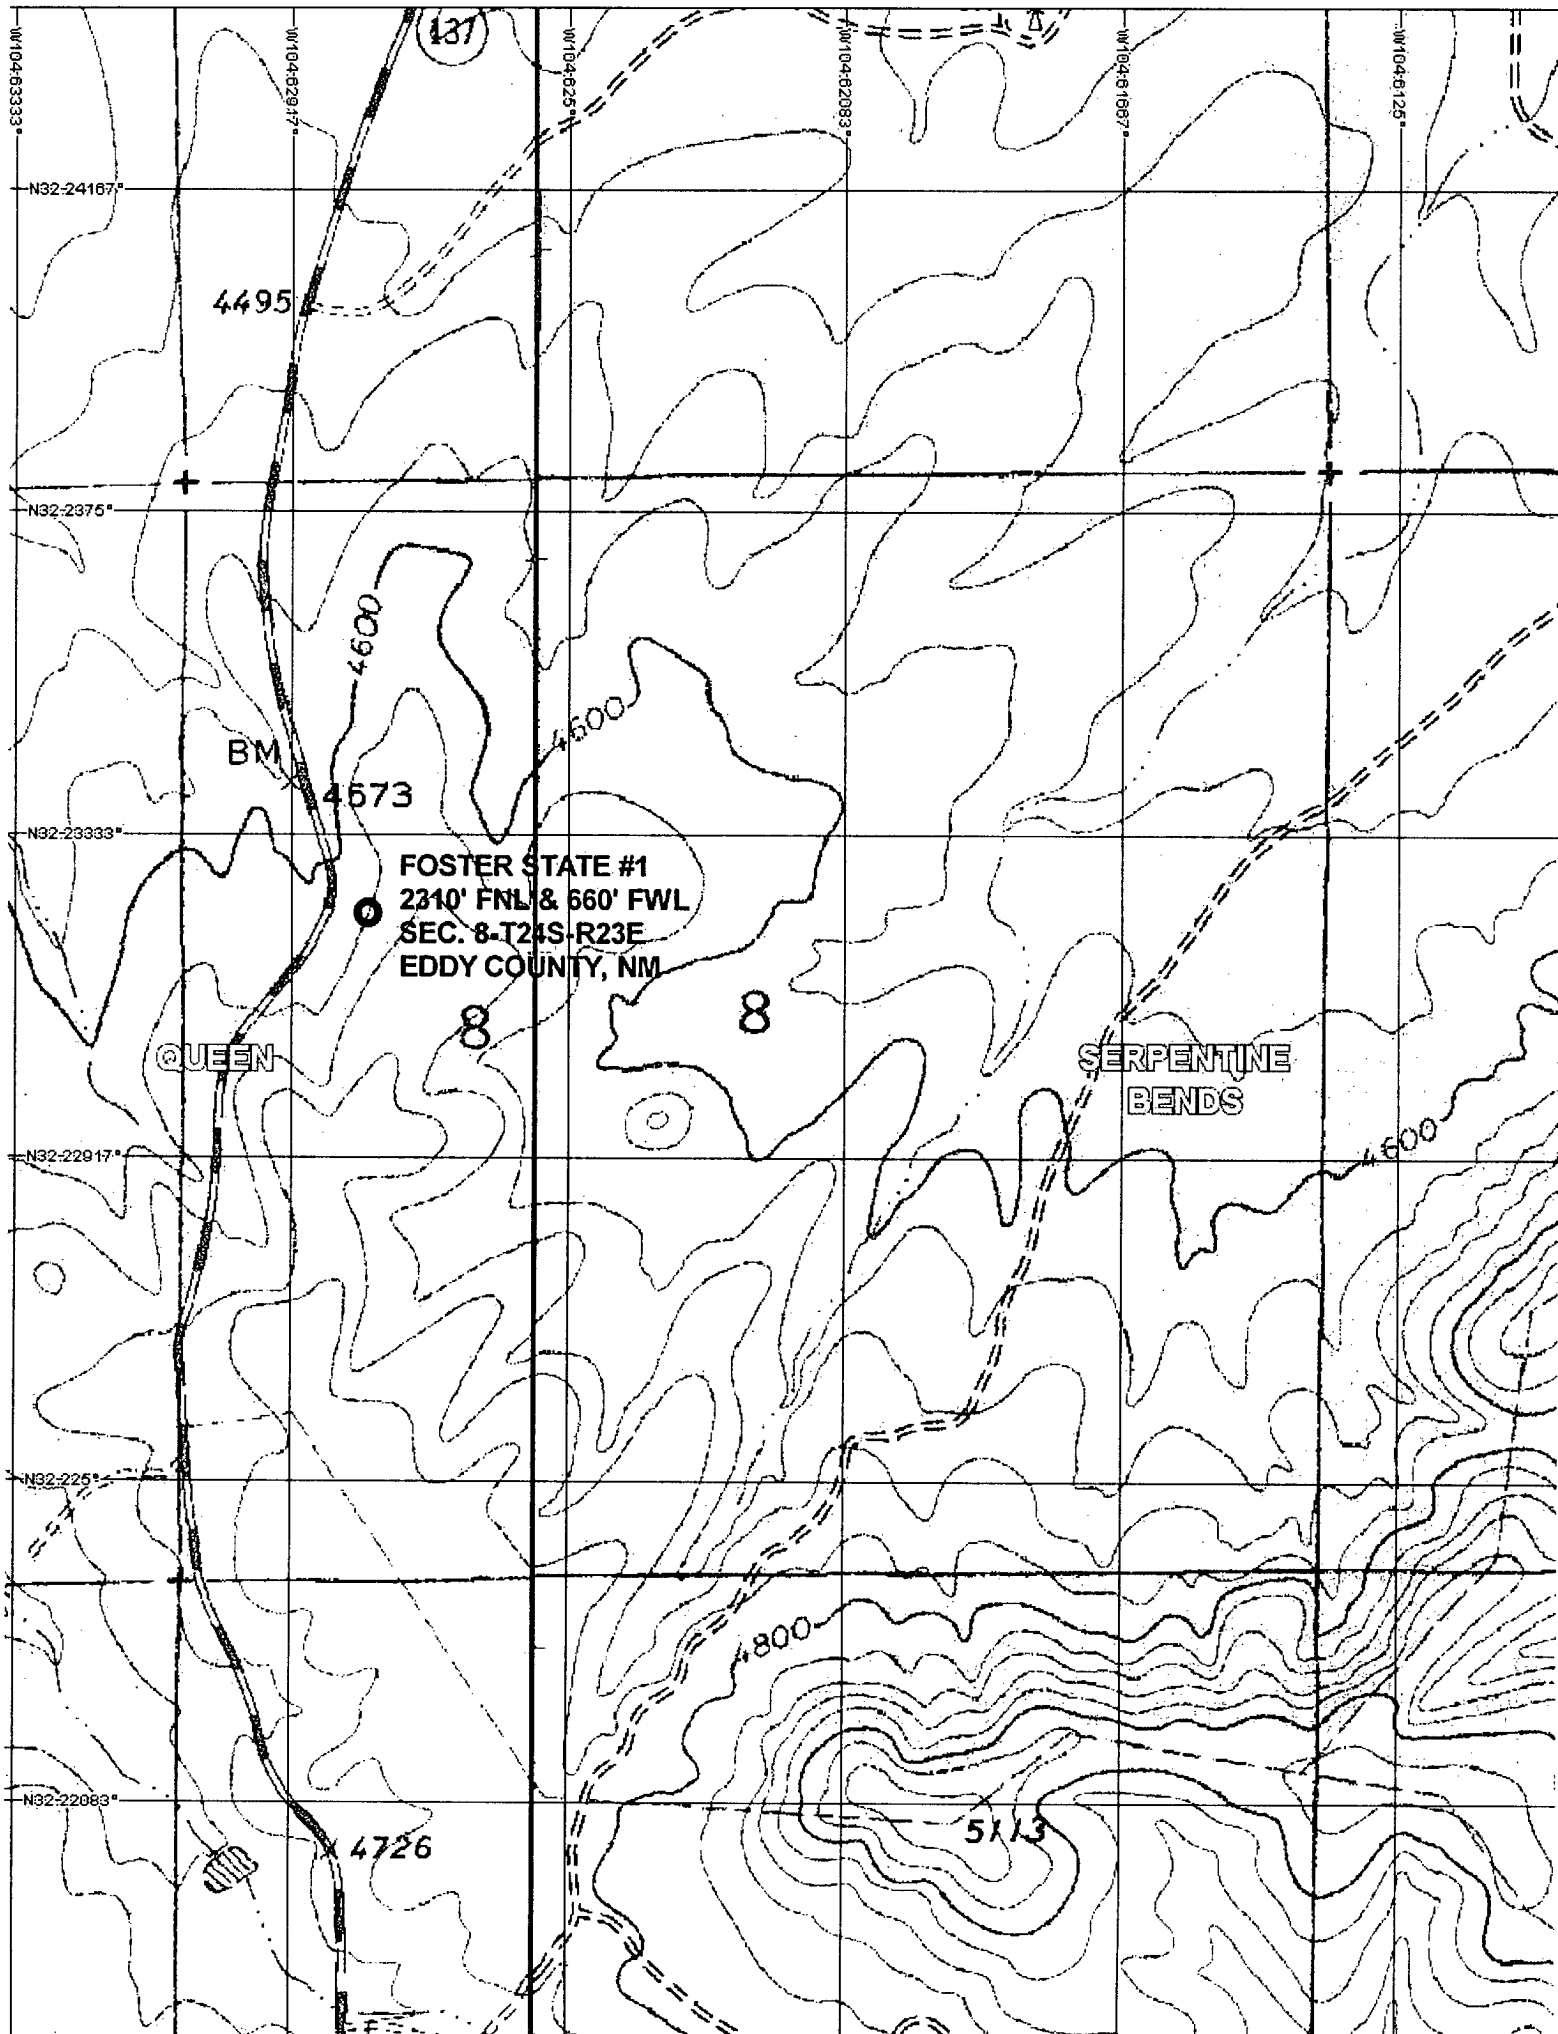 137
W104.63333°
W104.62917°
W104.625°
W104.62083°
W104.61667°
W104.6125°
N32.24167°
4495
N32.2375°
4600
4600
BM
4573
N32.23333°
FOSTER STATE #1
2310' FNL & 660' FWL
SEC. 8-T24S-R23E
EDDY COUNTY, NM
8
8
QUEEN
SERPENTINE
BENDS
4600
N32.22917°
N32.225°
4800
N32.22083°
5113
4726